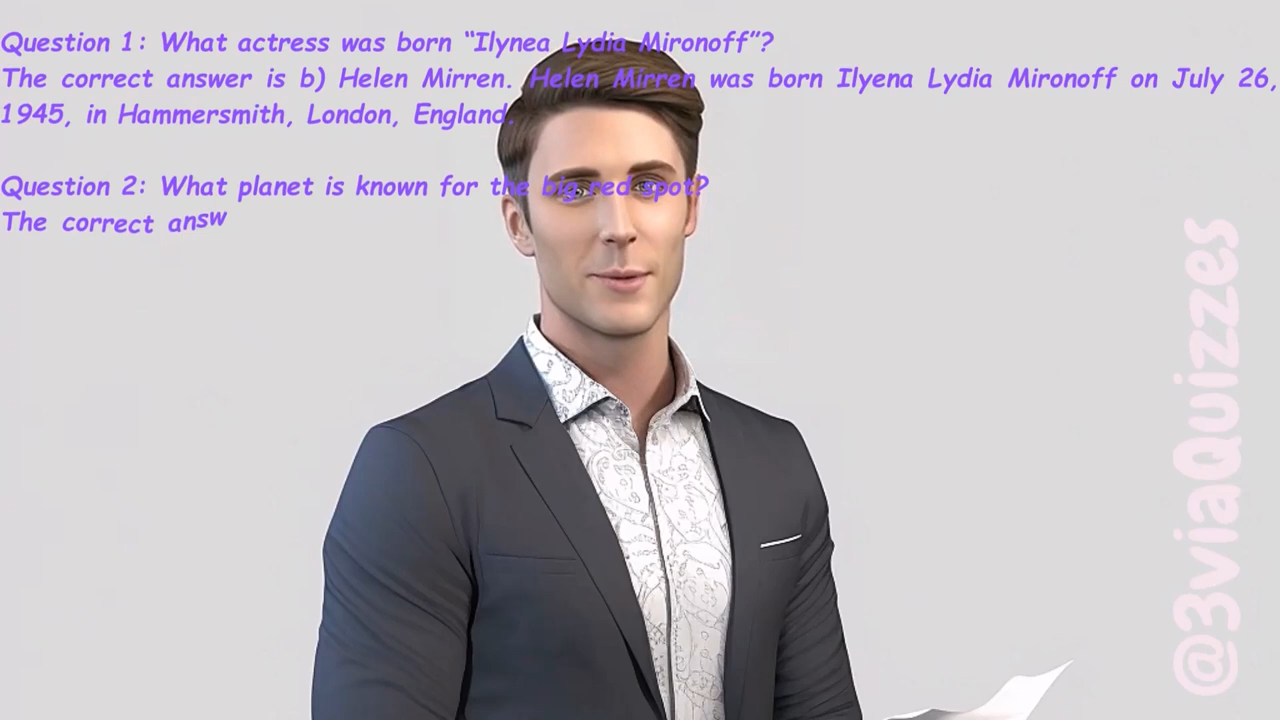 Question 1: What actress was born “Ilynea Lydia Mironoff”?
The correct answer is b) Helen Mirren. Helen Mirren was born Ilyena Lydia Mironoff on July 26,
1945, in Hammersmith, London, England.
Question 2: What planet is known for the big red spot?
The correct answ
@3viaQuizzes